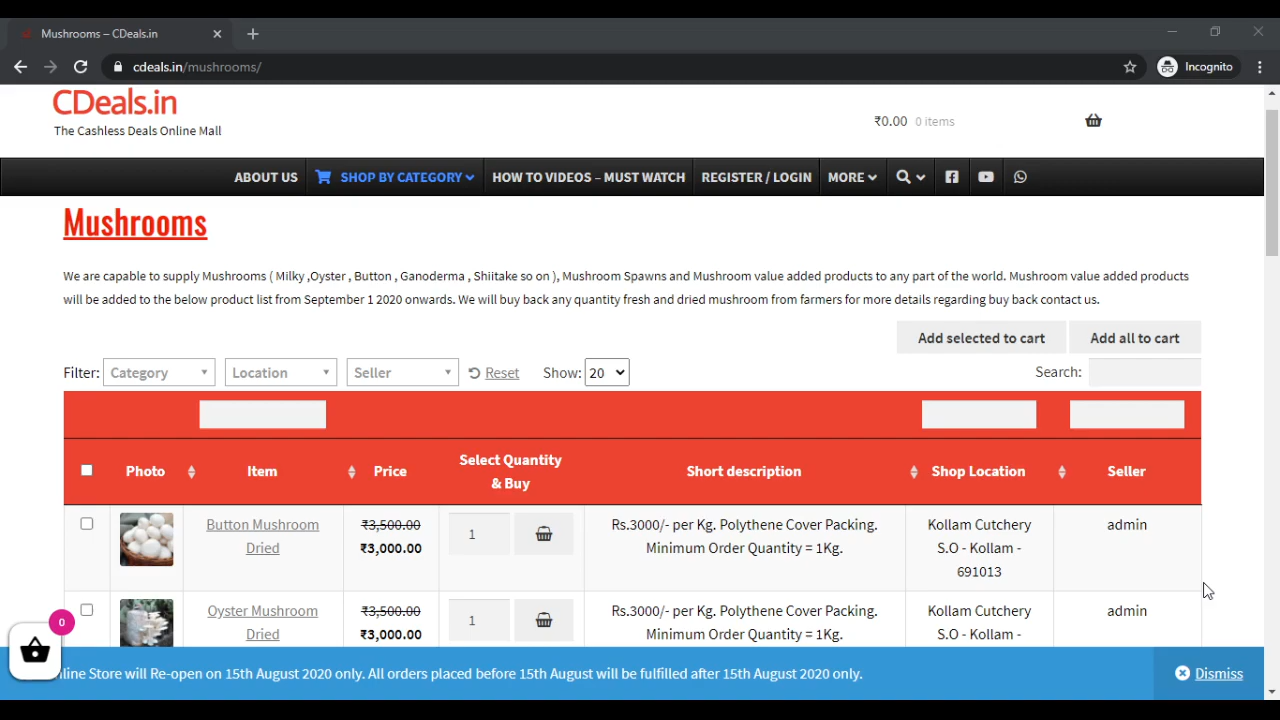 Mushrooms – CDeals.in
cdeals.in/mushrooms/
Incognito
CDeals.in
The Cashless Deals Online Mall
₹0.00 0 items
ABOUT US SHOP BY CATEGORY HOW TO VIDEOS – MUST WATCH REGISTER / LOGIN MORE
Mushrooms
We are capable to supply Mushrooms ( Milky ,Oyster , Button , Ganoderma , Shiitake so on ), Mushroom Spawns and Mushroom value added products to any part of the world. Mushroom value added products
will be added to the below product list from September 1 2020 onwards. We will buy back any quantity fresh and dried mushroom from farmers for more details regarding buy back contact us.
Add selected to cart Add all to cart
Filter: Category Location Seller Reset Show: 20 Search:
Photo Item Price Select Quantity & Buy Short description Shop Location Seller
Button Mushroom Dried
₹3,500.00
₹3,000.00
1
Rs.3000/- per Kg. Polythene Cover Packing.
Minimum Order Quantity = 1Kg.
Kollam Cutchery
S.O - Kollam -
691013
admin
Oyster Mushroom
Dried
₹3,500.00
₹3,000.00
1
Rs.3000/- per Kg. Polythene Cover Packing.
Minimum Order Quantity = 1Kg.
Kollam Cutchery
S.O - Kollam -
admin
0
Store will Re-open on 15th August 2020 only. All orders placed before 15th August will be fulfilled after 15th August 2020 only.
Dismiss